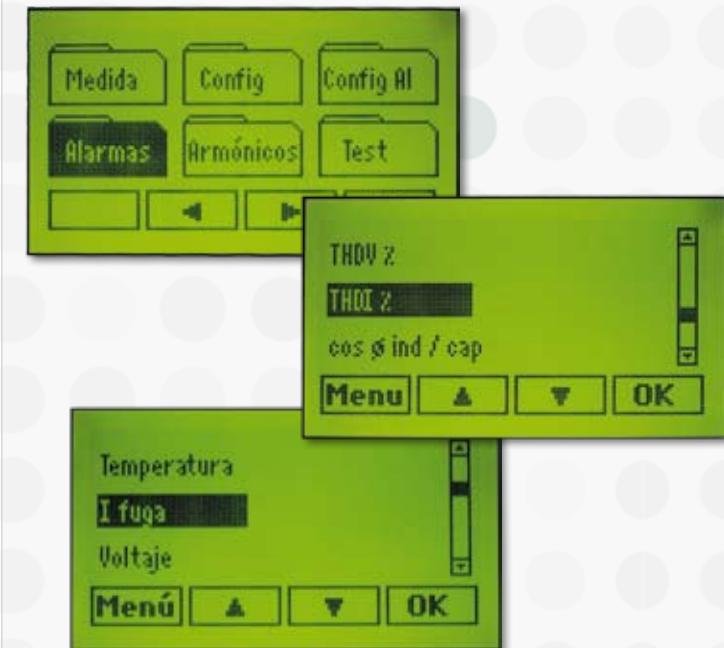 Medida Config Config Al
Alarmas Armónicos Test
THDV %
THDI %
cos ø ind / cap
Menu OK
Temperatura
I fuga
Voltaje
Menú OK